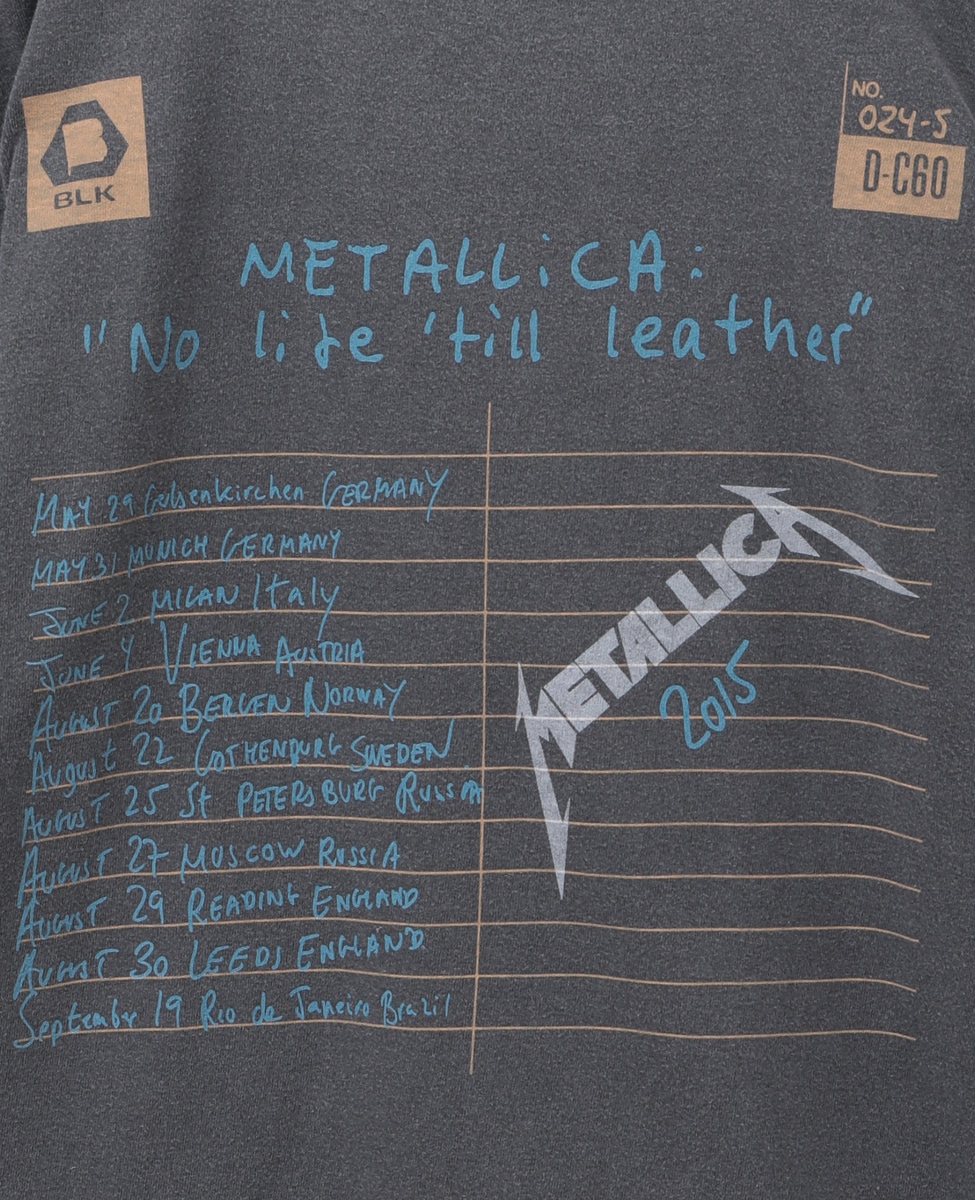 B
BLK
NO.
024-5
D-C60
METALLiCA:
"No life 'till leather"
MAY 29 Gelsenkirchen GERMANY
MAY 31 MUNICH GERMANY
JUNE 2 MILAN Italy
JUNE 4 VIENNA AUSTRIA
AUGUST 20 BERGEN NORWAY
August 22 GOTHENBURG SWEDEN
AUGUST 25 St PETERSBURG RUSSIA
AUGUST 27 MOSCOW RUSSIA
AUGUST 29 READING ENGLAND
AUGUST 30 LEEDS ENGLAND
September 19 Rio de Janeiro Brazil
METALLICA
2015